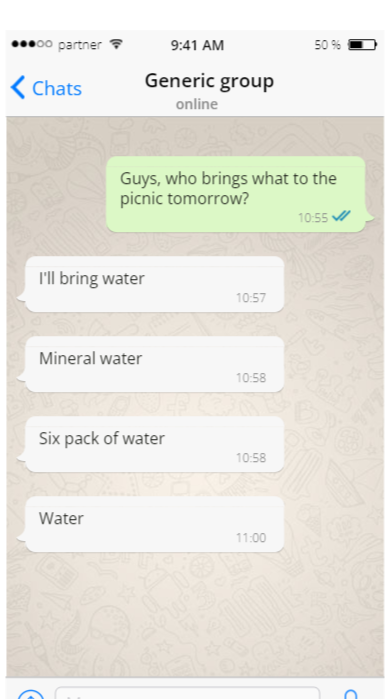 partner 9:41 AM 50 %
Chats Generic group
online
Guys, who brings what to the
picnic tomorrow?
10:55
I'll bring water
10:57
Mineral water
10:58
Six pack of water
10:58
Water
11:00